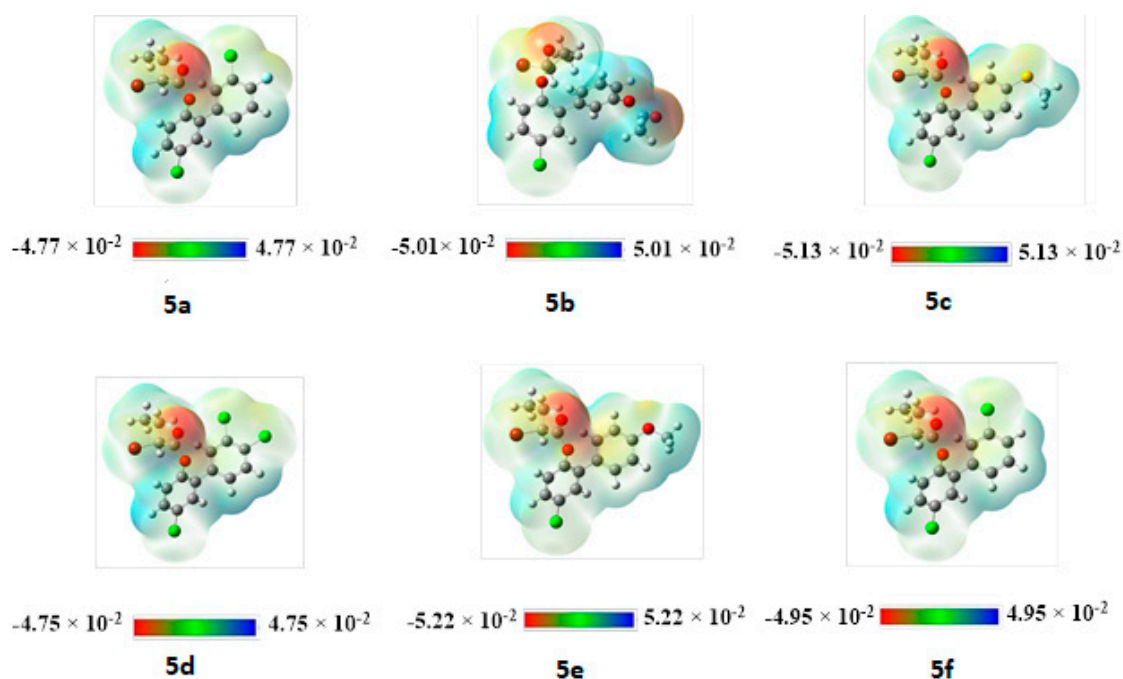 -4.77 × 10⁻² 4.77 × 10⁻² -5.01× 10⁻² 5.01 × 10⁻² -5.13 × 10⁻² 5.13 × 10⁻²
5a 5b 5c
-4.75 × 10⁻² 4.75 × 10⁻² -5.22 × 10⁻² 5.22 × 10⁻² -4.95 × 10⁻² 4.95 × 10⁻²
5d 5e 5f